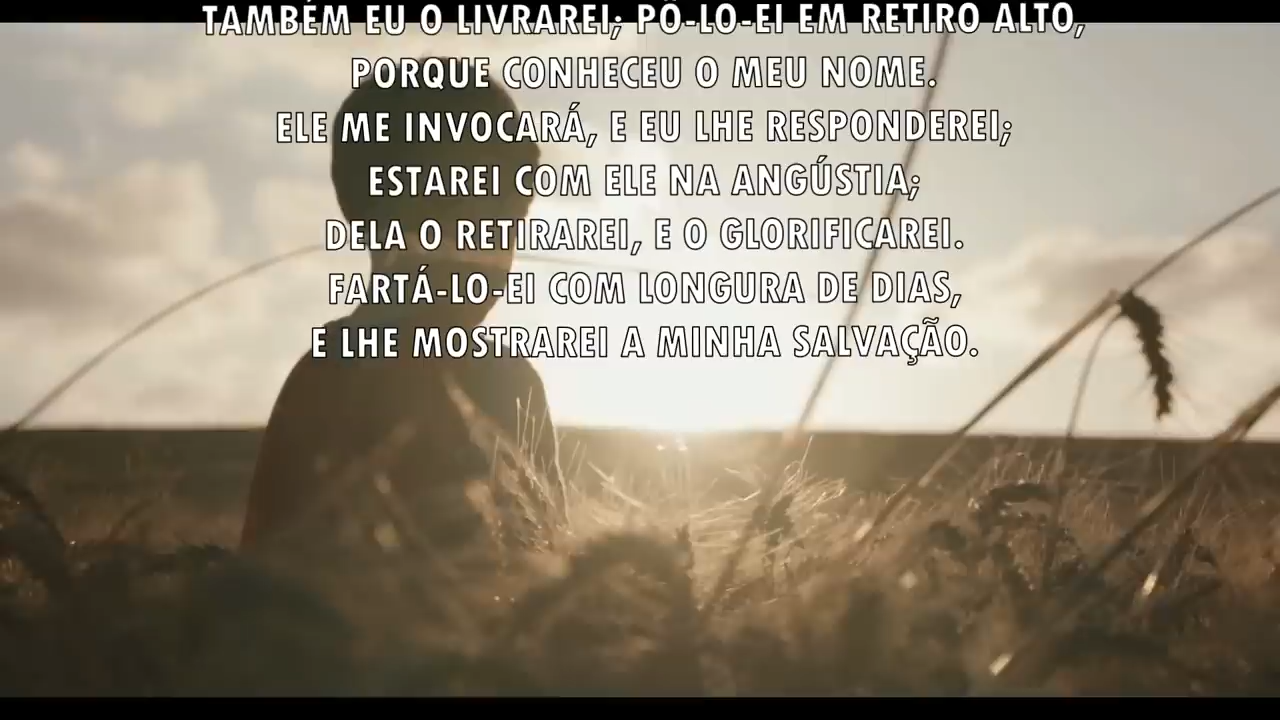 TAMBÉM EU O LIVRAREI; PÔ-LO-EI EM RETIRO ALTO,
PORQUE CONHECEU O MEU NOME.
ELE ME INVOCARÁ, E EU LHE RESPONDEREI;
ESTAREI COM ELE NA ANGÚSTIA;
DELA O RETIRAREI, E O GLORIFICAREI.
FARTÁ-LO-EI COM LONGURA DE DIAS,
E LHE MOSTRAREI A MINHA SALVAÇÃO.